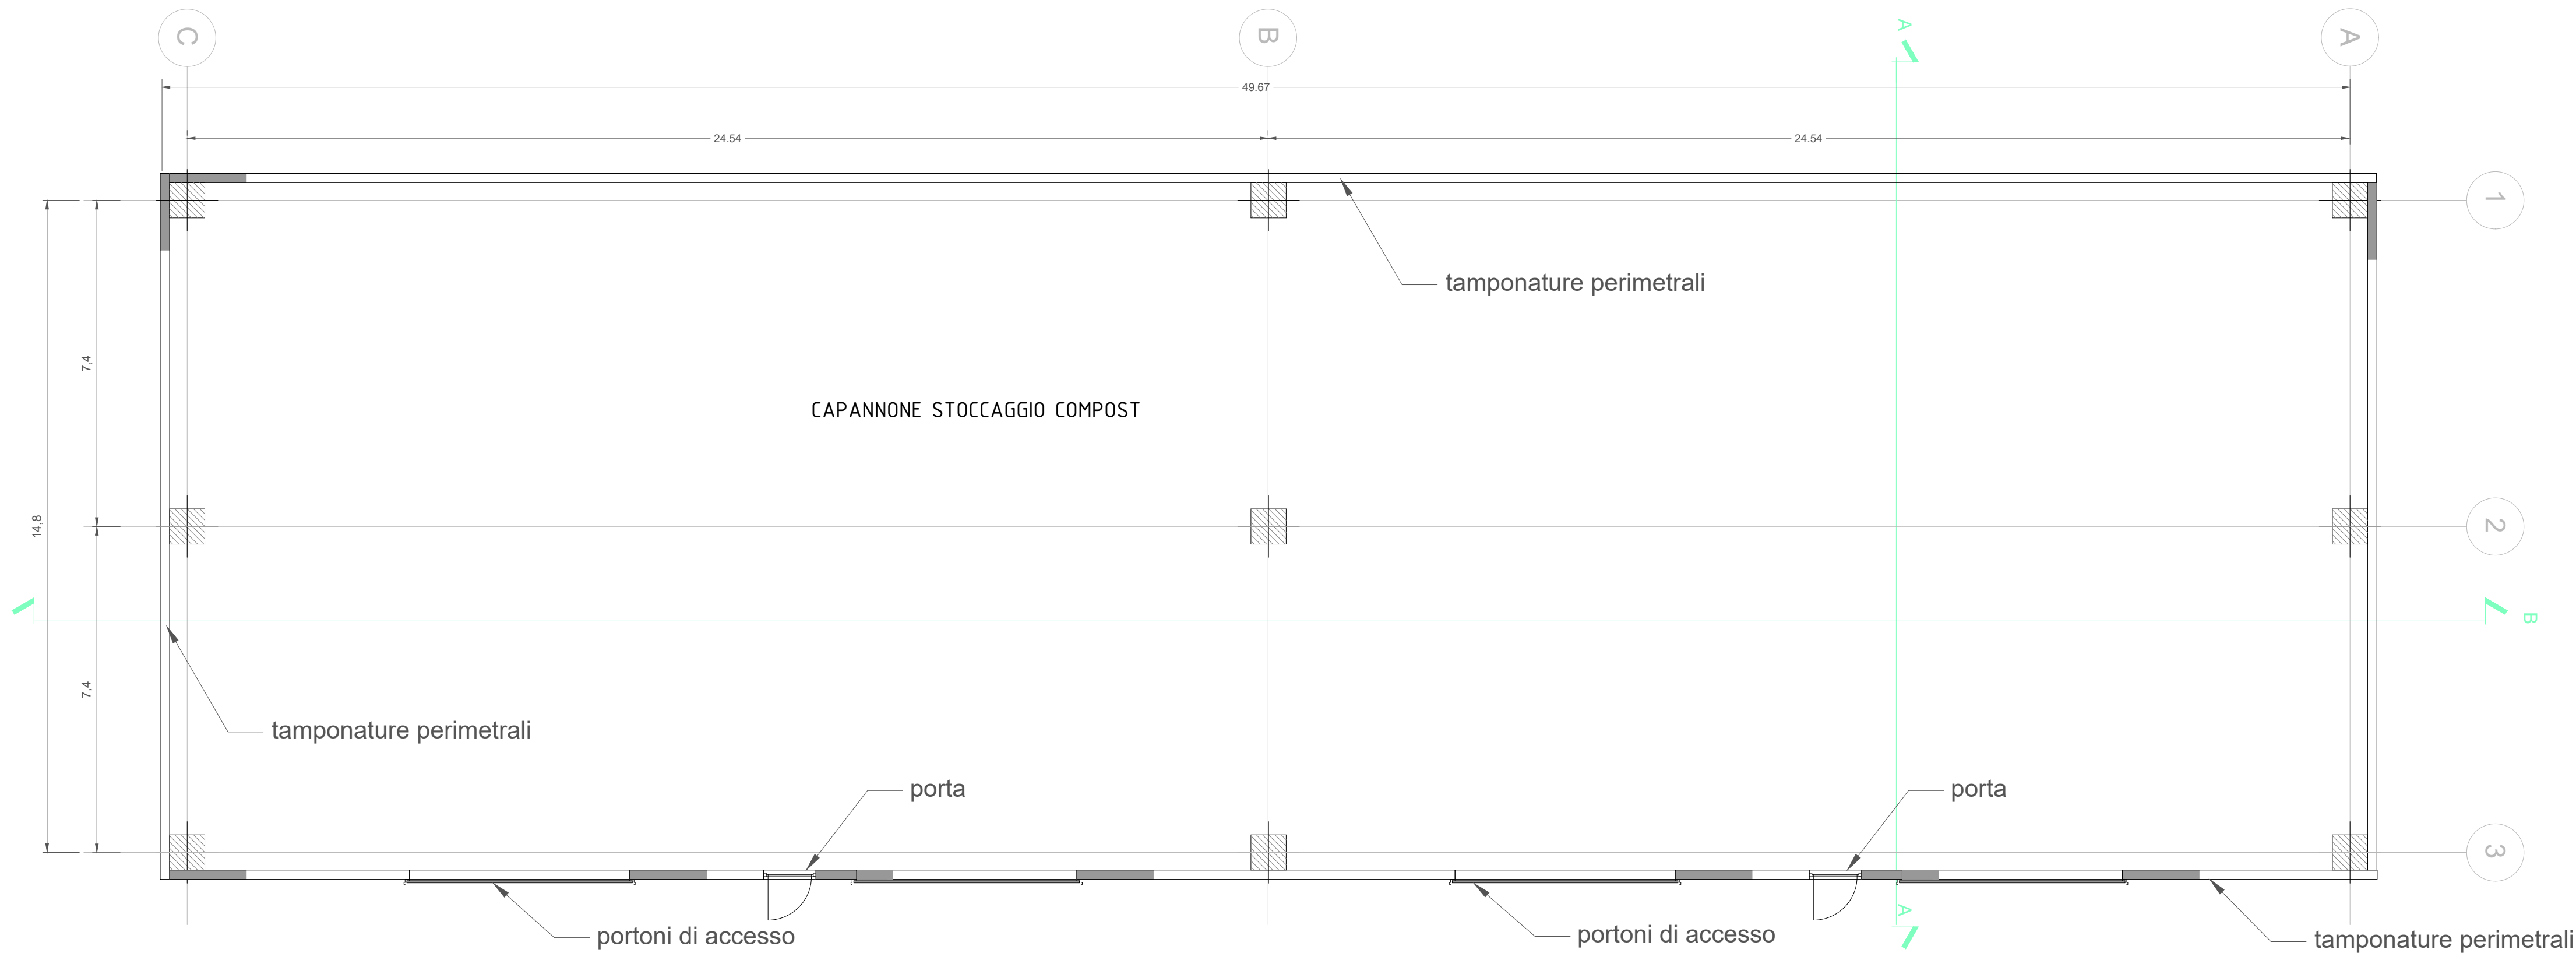 C
B
A
A
49.67
24.54
24.54
1
tamponature perimetrali
7,4
CAPANNONE STOCCAGGIO COMPOST
14,8
2
B
7,4
tamponature perimetrali
porta
porta
3
A
portoni di accesso
portoni di accesso
tamponature perimetrali